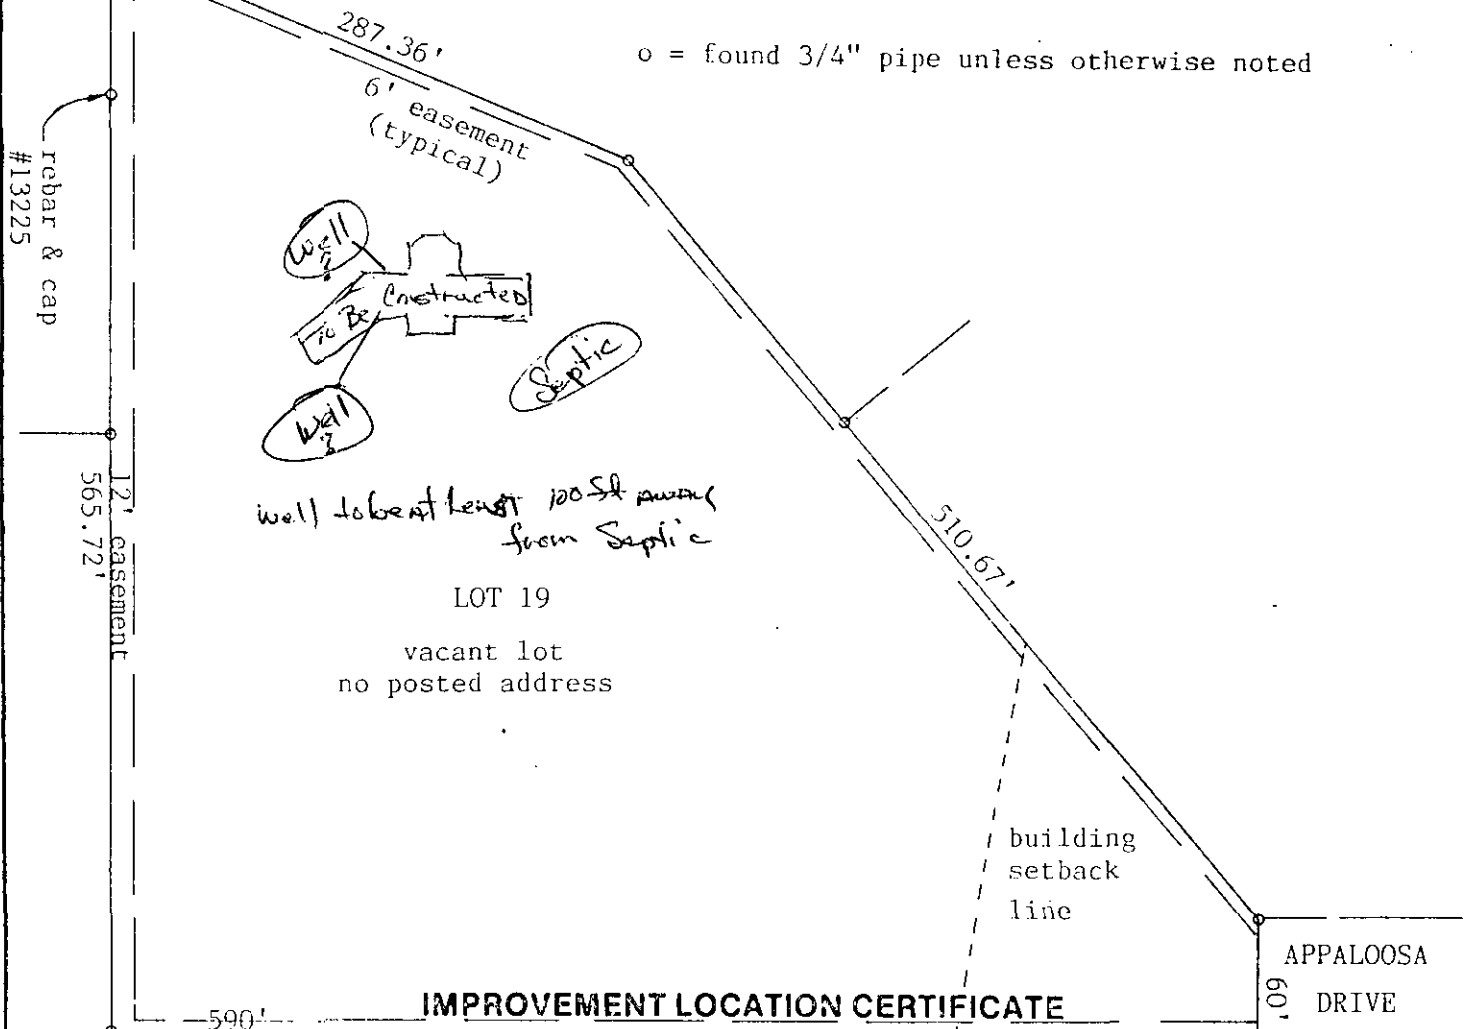 287.36'
o = found 3/4" pipe unless otherwise noted
6' easement
(typical)
rebar & cap
#13225
Well
?
To Be Constructed
Septic
Well
?
12' easement
565.72'
well to be at least 100 ft away
from Septic
510.67'
LOT 19
vacant lot
no posted address
building
setback
line
APPALOOSA
DRIVE
60'
IMPROVEMENT LOCATION CERTIFICATE
590'